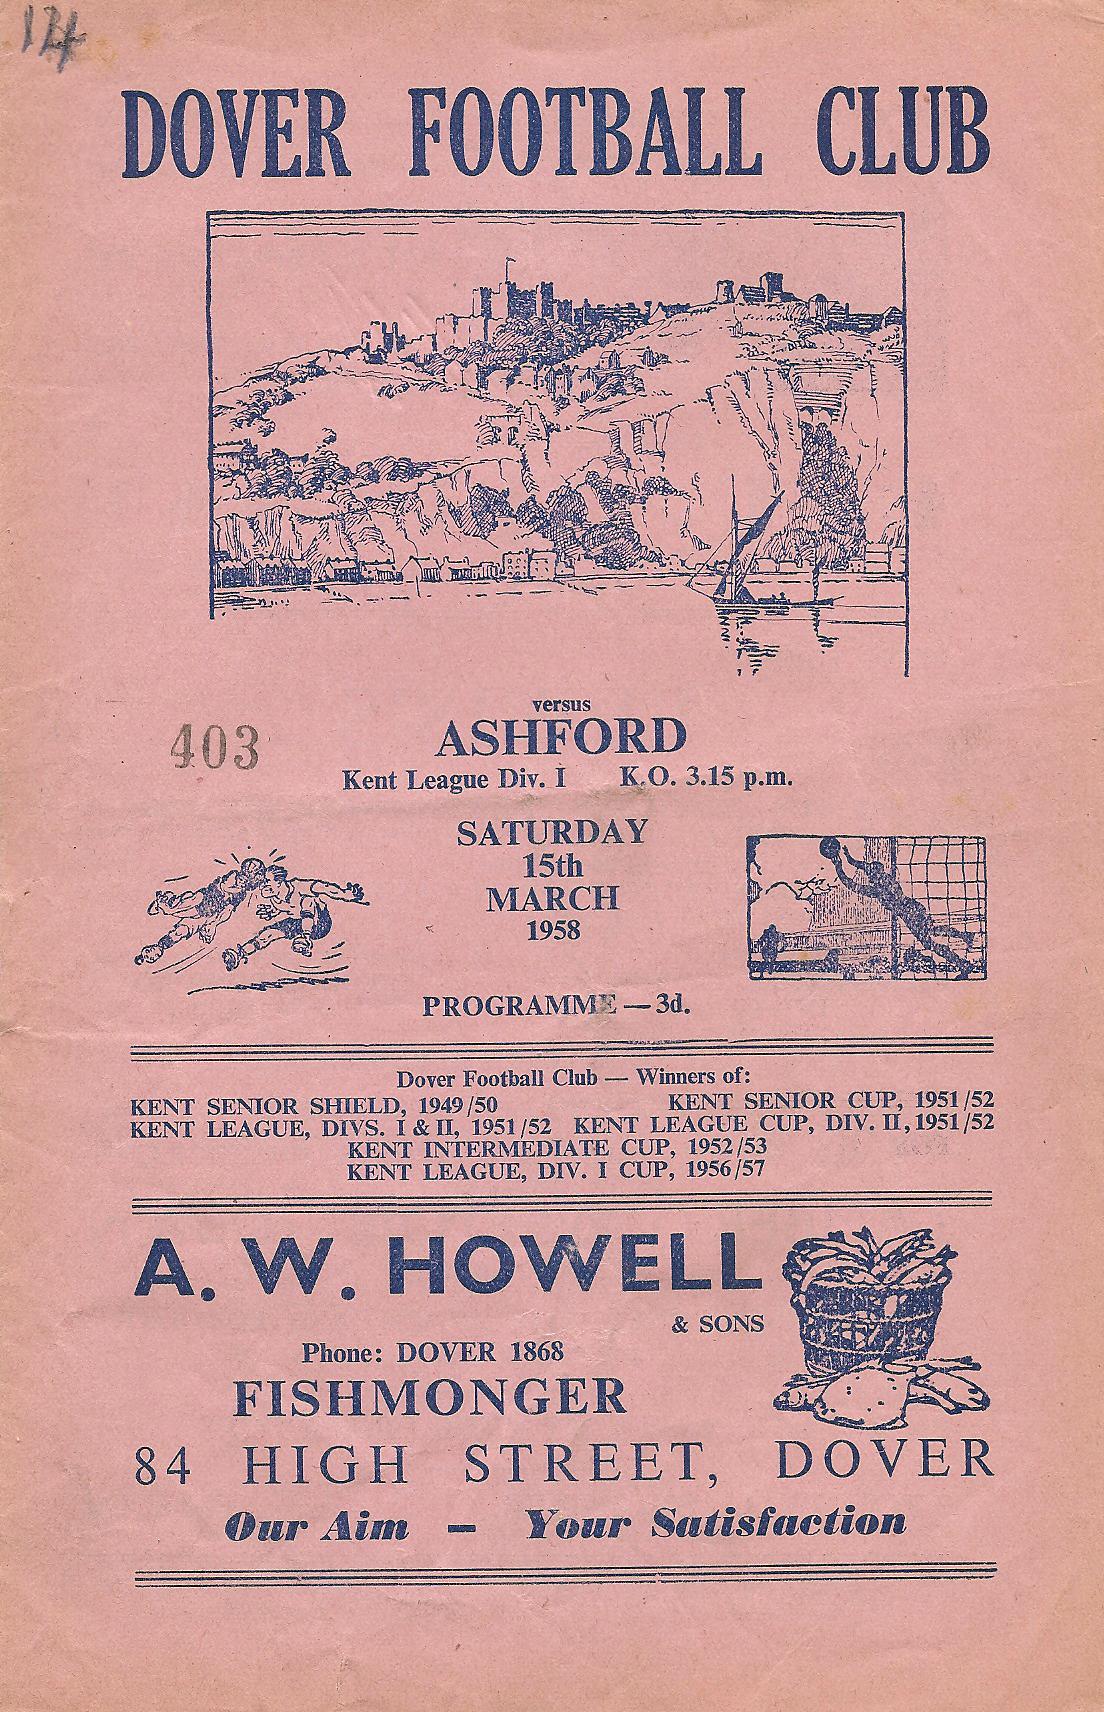 124
DOVER FOOTBALL CLUB
versus
ASHFORD
403
Kent League Div. I K.O. 3.15 p.m.
SATURDAY
15th
MARCH
1958
PROGRAMME — 3d.
Dover Football Club — Winners of:
KENT SENIOR SHIELD, 1949/50 KENT SENIOR CUP, 1951/52
KENT LEAGUE, DIVS. I & II, 1951/52 KENT LEAGUE CUP, DIV. II, 1951/52
KENT INTERMEDIATE CUP, 1952/53
KENT LEAGUE, DIV. I CUP, 1956/57
A. W. HOWELL
& SONS
Phone: DOVER 1868
FISHMONGER
84 HIGH STREET, DOVER
Our Aim — Your Satisfaction